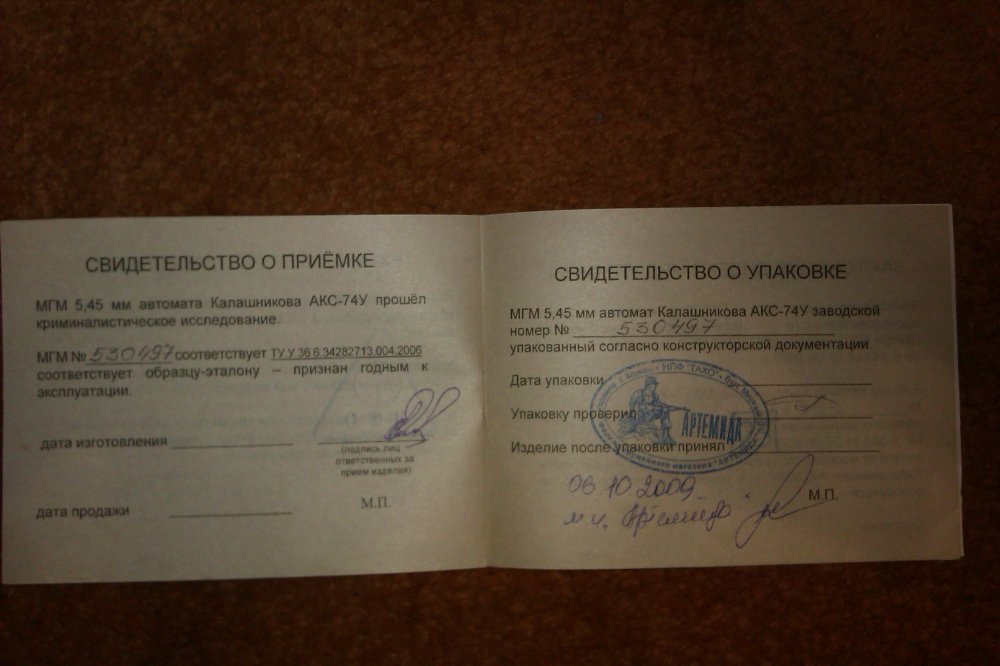 СВИДЕТЕЛЬСТВО О ПРИЁМКЕ
МГМ 5,45 мм автомата Калашникова АКС-74У прошёл
криминалистическое исследование.
МГМ № 530497 соответствует ТУ У 36.6.34282713.004.2006
соответствует образцу-эталону – признан годным к
эксплуатации.
дата изготовления
(подпись лиц
ответственных за
прием изделия)
дата продажи
М.П.
СВИДЕТЕЛЬСТВО О УПАКОВКЕ
МГМ 5,45 мм автомат Калашникова АКС-74У заводской
номер № 530497
упакованный согласно конструкторской документации.
Дата упаковки
Упаковку проверил
Изделие после упаковки принял
НПФ "ТАХО"
АРТЕМИДА
06.10.2009
"Артемида"
М.П.